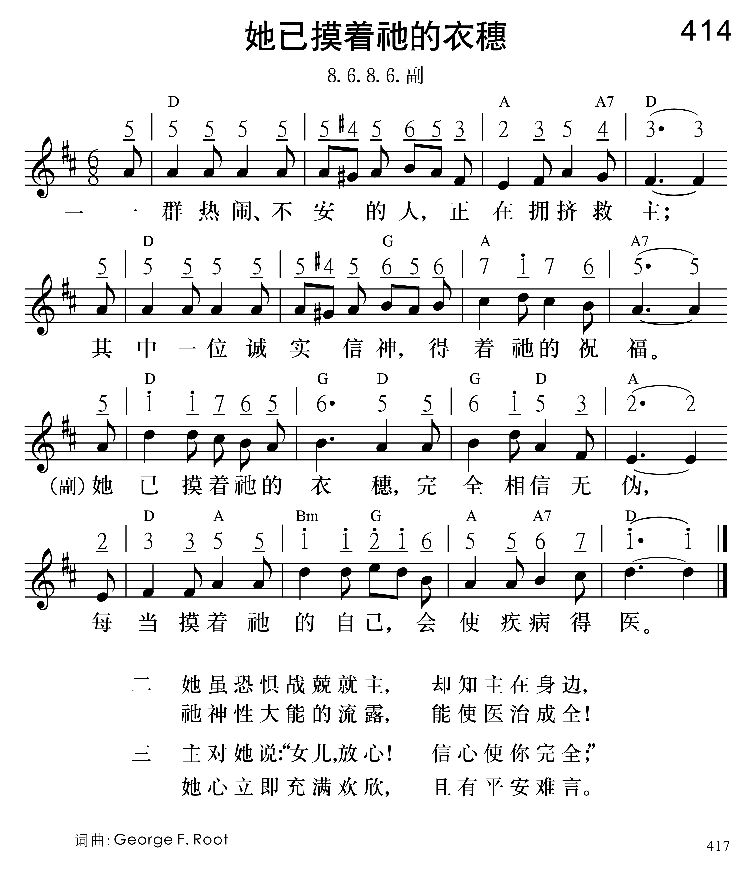 她已摸着祂的衣穗
414
8.6.8.6.副
D A A7 D
5 5 5 5 5 5 #4 5 6 5 3 2 3 5 4 3• 3
6
8
一 一群热闹、不安的人，正在拥挤救主；
D G A A7
5 5 5 5 5 5 #4 5 6 5 6 7 i 7 6 5• 5
其中一位诚实信神，得着祂的祝福。
D G D G D A
5 i i 7 6 5 6• 5 5 6 i 5 3 2• 2
(副)她已摸着祂的衣穗，完全相信无伪，
D A Bm G A A7 D
2 3 3 5 5 i i 2̇ i 6 5 5 6 7 i• i
每当摸着祂的自己，会使疾病得医。
二 她虽恐惧战兢就主， 却知主在身边，
祂神性大能的流露， 能使医治成全！
三 主对她说：“女儿，放心！ 信心使你完全；”
她心立即充满欢欣， 且有平安难言。
词曲：George F. Root
417